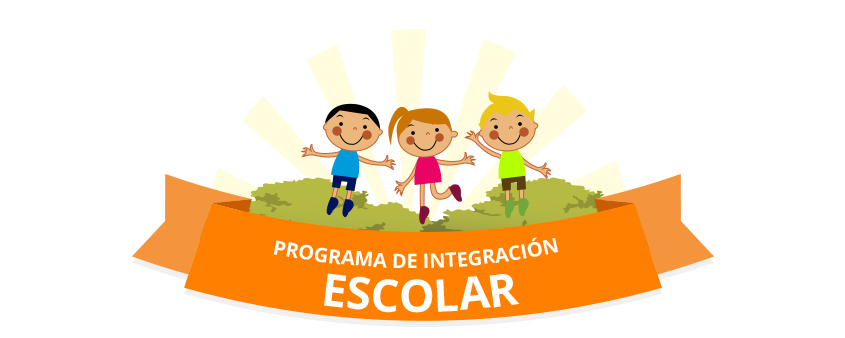 PROGRAMA DE INTEGRACIÓN
ESCOLAR